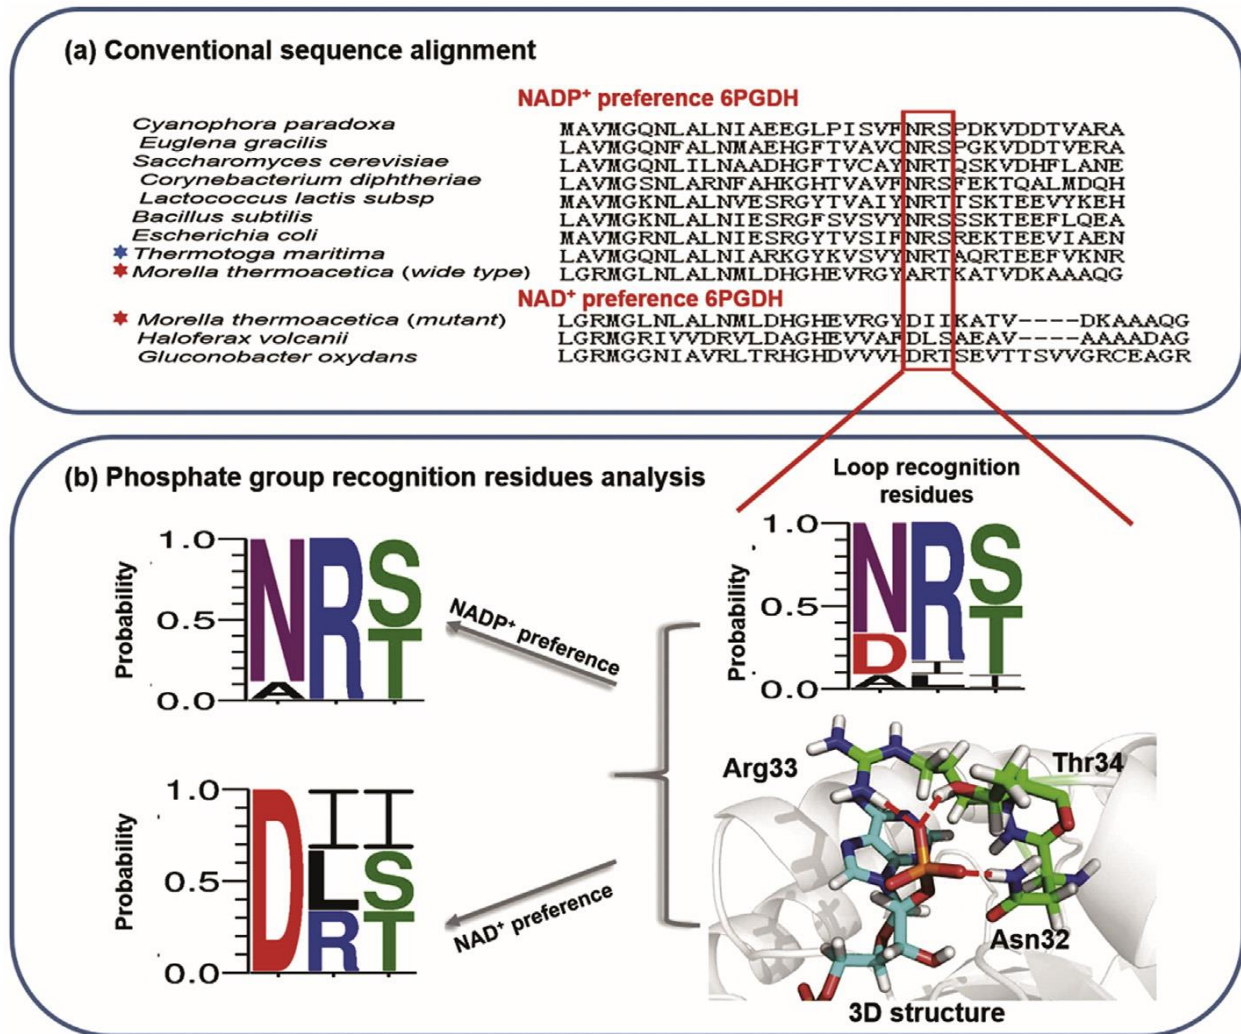 (a) Conventional sequence alignment
NADP+ preference 6PGDH
Cyanophora paradoxa MAVMGQNLALNIAEEGLPISVFNRSPDKVDDTVARA
Euglena gracilis LAVMGQNFALNMAEHGFTVAVCNRSPGKVDDTVERA
Saccharomyces cerevisiae LAVMGQNLILNAADHGFTVCAYNRTQSKVDHFLANE
Corynebacterium diphtheriae LAVMGSNLARNFAHKGHTVAVFNRSFEKTQALMDQH
Lactococcus lactis subsp MAVMGKNLALNVESRGYTVAIYNRTTSKTEEVYKEH
Bacillus subtilis LAVMGKNLALNIESRGFSVSVYNRSSSKTEEFLQEA
Escherichia coli MAVMGRNLALNIESRGYTVSIFNRSREKTEEVIAEN
Thermotoga maritima LAVMGQNLALNIARKGYKVSVYNRTAQRTEEFVKNR
Morella thermoacetica (wide type) LGRMGLNLALNMLDHGHEVRGYARTKATVDKAAAQG
NAD+ preference 6PGDH
Morella thermoacetica (mutant) LGRMGLNLALNMLDHGHEVRGYDIIKATV----DKAAAQG
Haloferax volcanii LGRMGRIVVDRVLDAGHEVVAFDLSAEAV----AAAADAG
Gluconobacter oxydans LGRMGGNIAVRLTRHGHDVVVHDRTSEVTTSVVGRCEAGR
(b) Phosphate group recognition residues analysis
Loop recognition
residues
Probability
1.0
0.5
0.0
N R S
A T
NADP+ preference
Probability
1.0
0.5
0.0
N R S
D I T
A L I
Probability
1.0
0.5
0.0
D I I
L S
R T
NAD+ preference
Arg33
Thr34
Asn32
3D structure